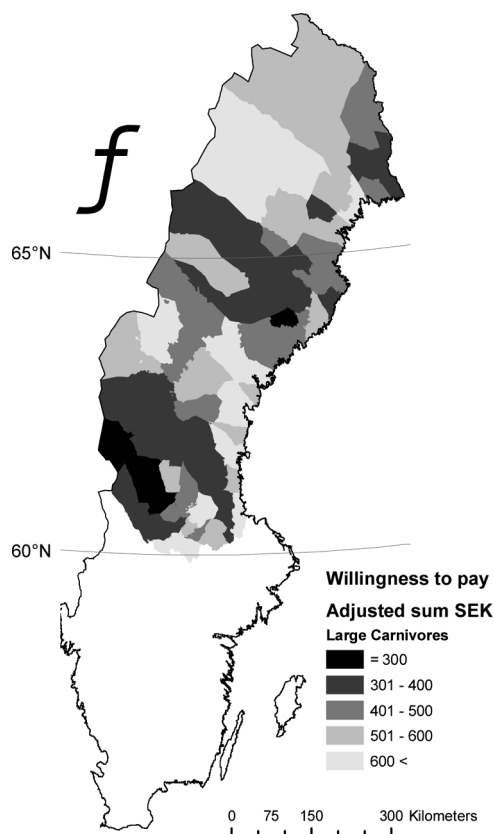 f
65°N
60°N
Willingness to pay
Adjusted sum SEK
Large Carnivores
= 300
301 - 400
401 - 500
501 - 600
600 <
0 75 150 300 Kilometers